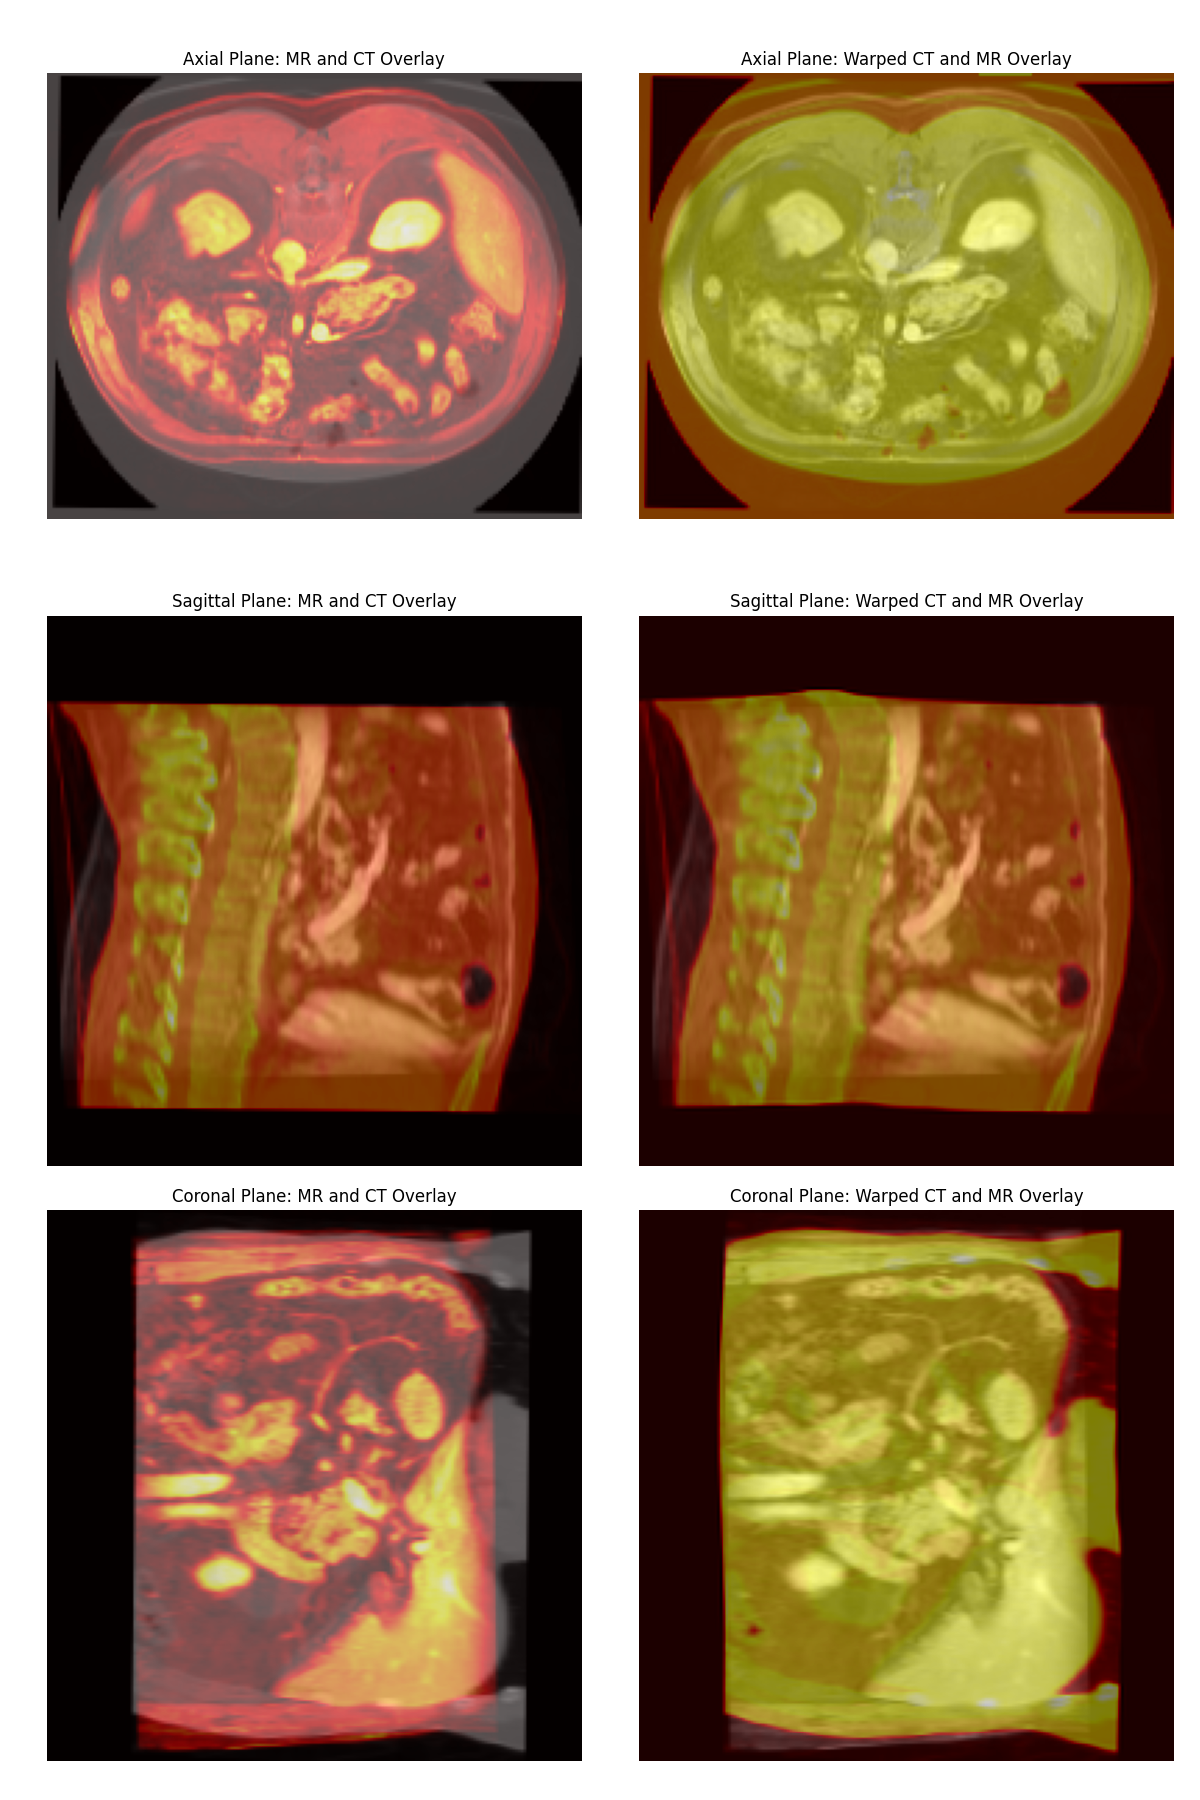 Axial Plane: MR and CT Overlay
Axial Plane: Warped CT and MR Overlay
Sagittal Plane: MR and CT Overlay
Sagittal Plane: Warped CT and MR Overlay
Coronal Plane: MR and CT Overlay
Coronal Plane: Warped CT and MR Overlay